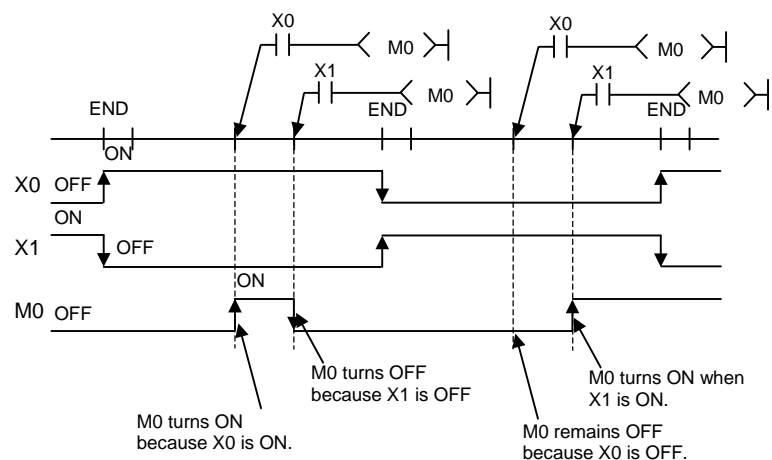 X0
M0
X0
M0
X1
M0
X1
M0
END
END
END
ON
X0 OFF
ON
X1 OFF
ON
M0 OFF
M0 turns OFF
because X1 is OFF
M0 turns ON when
X1 is ON.
M0 turns ON
because X0 is ON.
M0 remains OFF
because X0 is OFF.